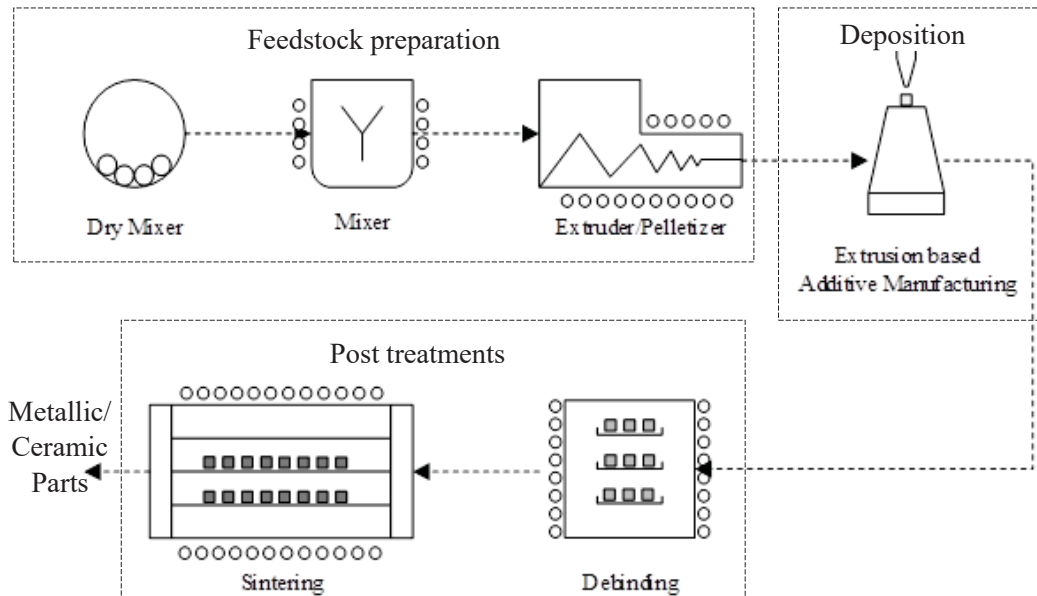 Feedstock preparation
Deposition
Dry Mixer
Mixer
Extruder/Pelletizer
Extrusion based
Additive Manufacturing
Post treatments
Metallic/
Ceramic
Parts
Sintering
Debinding